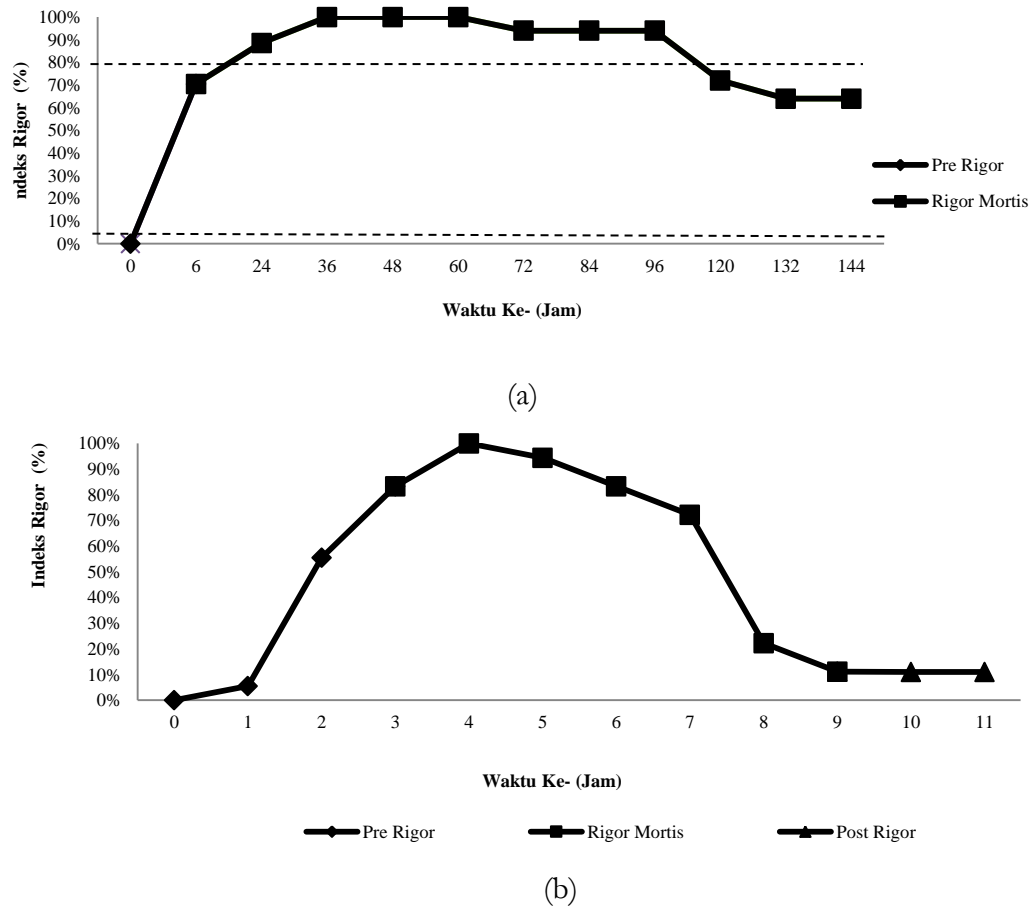 100%
90%
80%
70%
60%
50%
40%
30%
20%
10%
0%
ndeks Rigor (%)
0 6 24 36 48 60 72 84 96 120 132 144
Waktu Ke- (Jam)
Pre Rigor
Rigor Mortis
(a)
100%
90%
80%
70%
60%
50%
40%
30%
20%
10%
0%
Indeks Rigor (%)
0 1 2 3 4 5 6 7 8 9 10 11
Waktu Ke- (Jam)
Pre Rigor Rigor Mortis Post Rigor
(b)